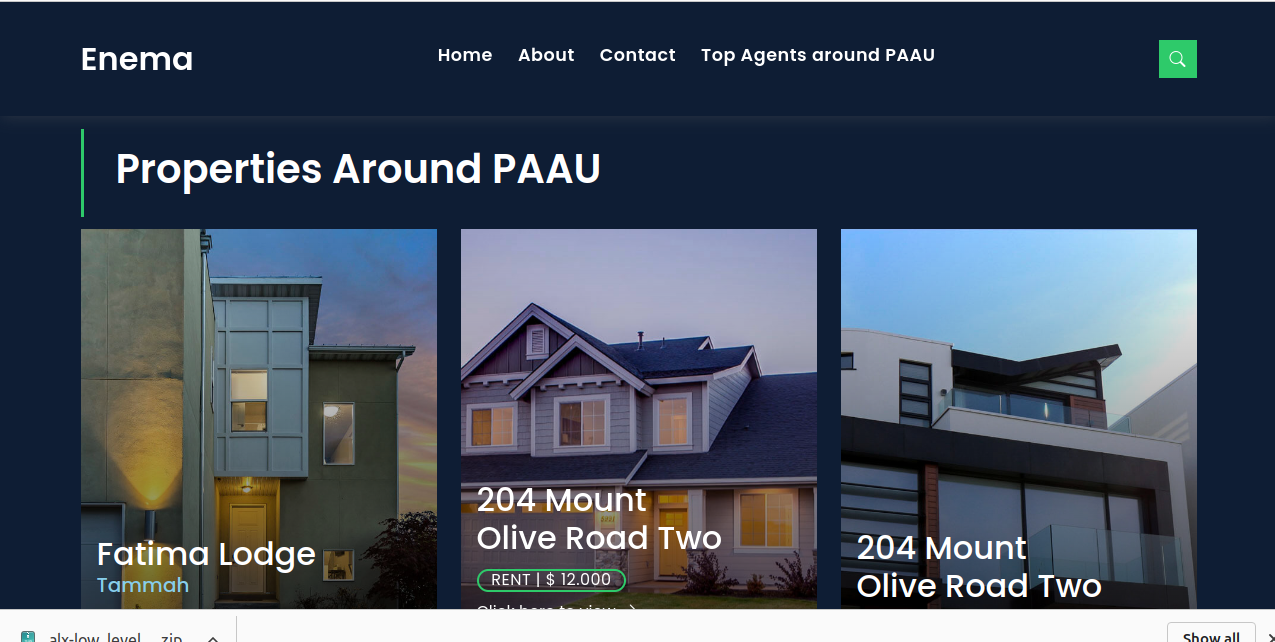 Enema
Home About Contact Top Agents around PAAU
Properties Around PAAU
Fatima Lodge
Tammah
204 Mount
Olive Road Two
RENT | $ 12.000
Click here to view
204 Mount
Olive Road Two
alx-low_level_....zip
Show all